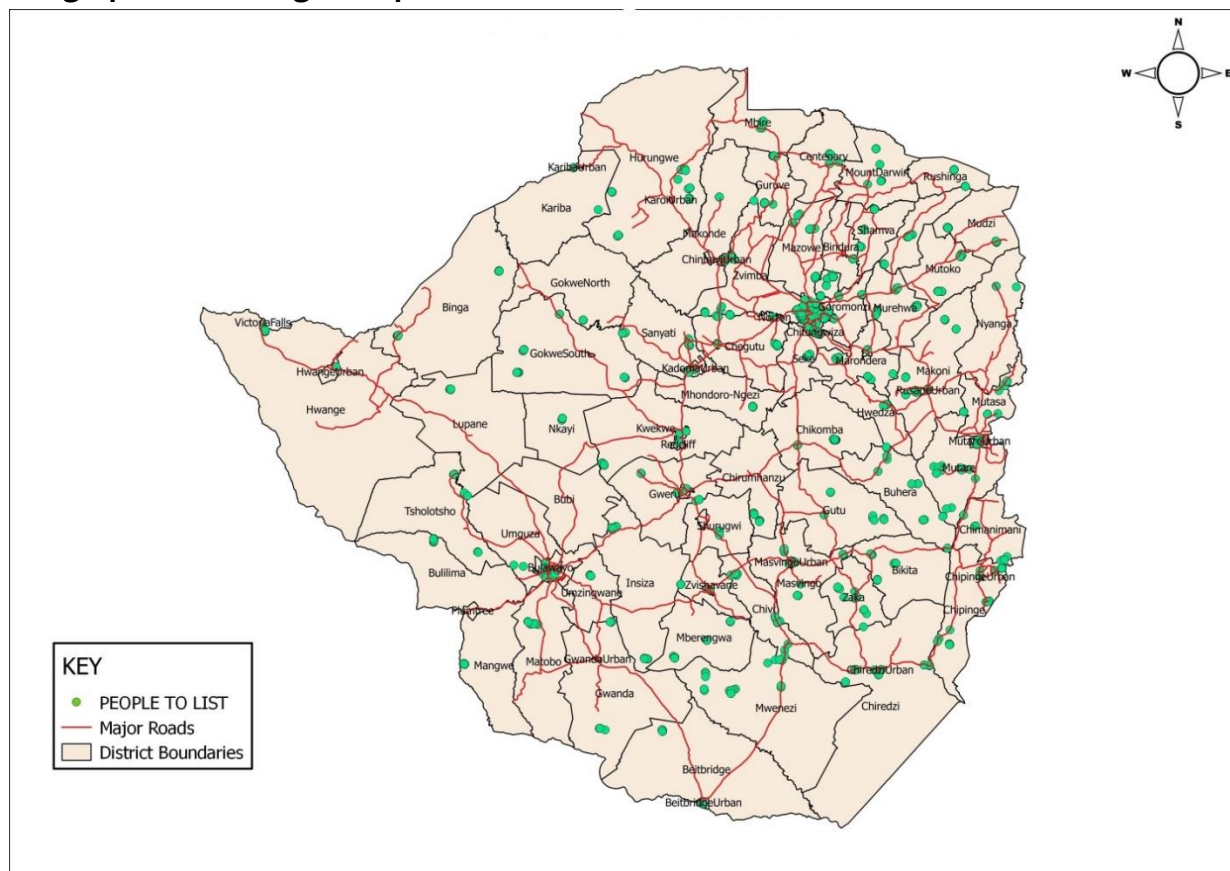 N
W E
S
Mbire
Centenary
Hurungwe
KaribaUrban
MountDarwin
Rushinga
Guruve
Kariba
KaroiUrban
Mudzi
Makonde
Shamva
Mazowe
Bindura
Mutoko
Zvimba
GokweNorth
Binga
Goromonzi
Murehwa
VictoriaFalls
Norton
Chitungwiza
Nyanga
Sanyati
Chegutu
GokweSouth
Seke
Marondera
HwangeUrban
KadomaUrban
Makoni
Mhondoro-Ngezi
RusapeUrban
Mutasa
Hwange
Hwedza
Lupane
Nkayi
Kwekwe
Chikomba
Redcliff
MutareUrban
Mutare
Chirumhanzu
Bubi
Gweru
Buhera
Tsholotsho
Gutu
Shurugwi
Chimanimani
Umguza
MasvingoUrban
Bulilima
Bulawayo
Bikita
ChipingeUrban
Insiza
Zvishavane
Masvingo
Umzingwane
Zaka
Plumtree
Chivi
Chipinge
Mberengwa
KEY
Mangwe
Matobo
GwandaUrban
ChiredziUrban
PEOPLE TO LIST
Gwanda
Mwenezi
Chiredzi
Major Roads
District Boundaries
Beitbridge
BeitbridgeUrban